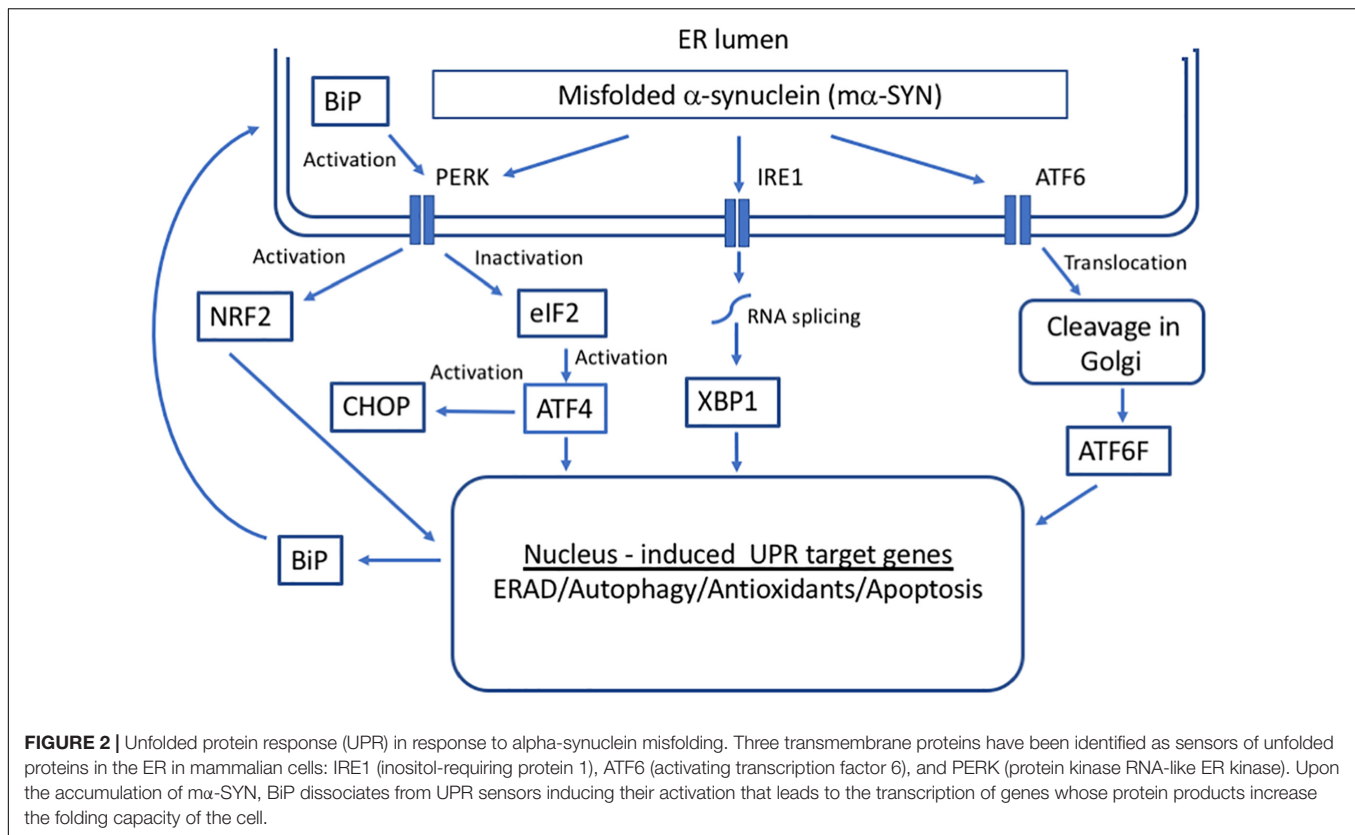 ER lumen
BiP
Misfolded α-synuclein (mα-SYN)
Activation
PERK
IRE1
ATF6
Activation
Inactivation
Translocation
NRF2
eIF2
RNA splicing
Cleavage in
Golgi
Activation
Activation
CHOP
ATF4
XBP1
ATF6F
BiP
Nucleus - induced UPR target genes
ERAD/Autophagy/Antioxidants/Apoptosis
FIGURE 2 | Unfolded protein response (UPR) in response to alpha-synuclein misfolding. Three transmembrane proteins have been identified as sensors of unfolded
proteins in the ER in mammalian cells: IRE1 (inositol-requiring protein 1), ATF6 (activating transcription factor 6), and PERK (protein kinase RNA-like ER kinase). Upon
the accumulation of mα-SYN, BiP dissociates from UPR sensors inducing their activation that leads to the transcription of genes whose protein products increase
the folding capacity of the cell.